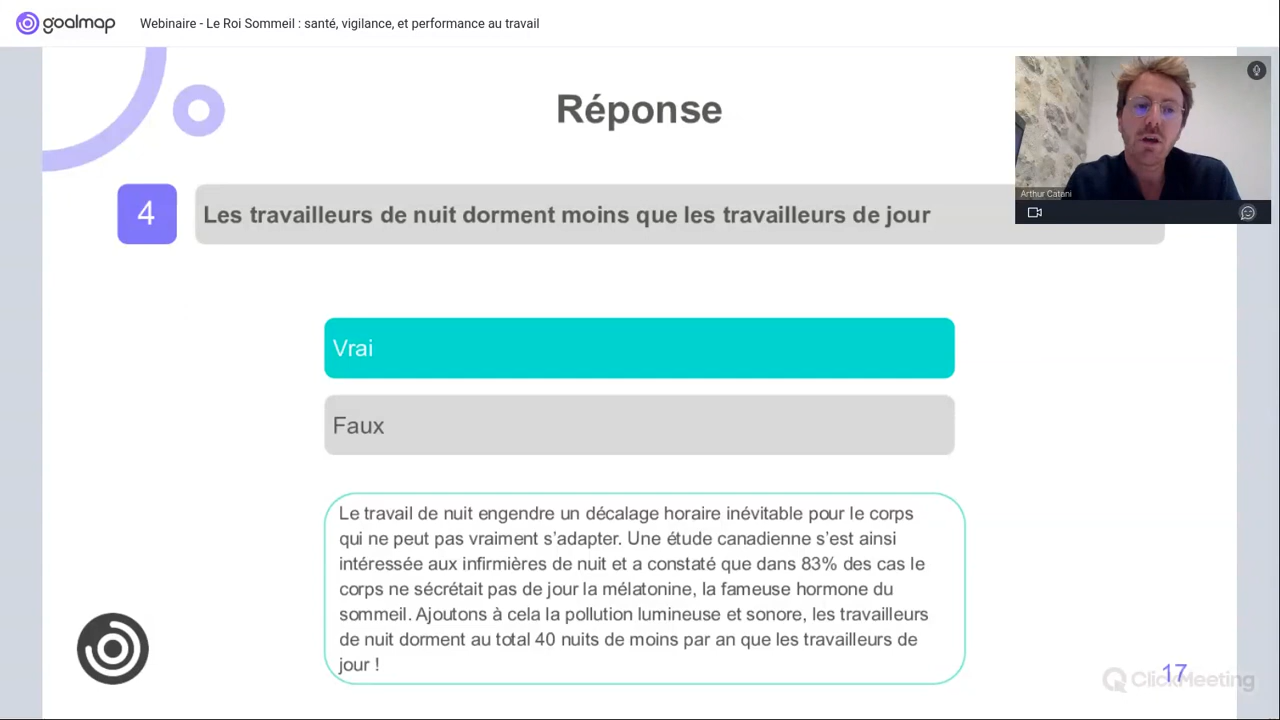 goalmap
Webinaire - Le Roi Sommeil : santé, vigilance, et performance au travail
Réponse
Arthur Catani
4
Les travailleurs de nuit dorment moins que les travailleurs de jour
Vrai
Faux
Le travail de nuit engendre un décalage horaire inévitable pour le corps
qui ne peut pas vraiment s’adapter. Une étude canadienne s’est ainsi
intéressée aux infirmières de nuit et a constaté que dans 83% des cas le
corps ne sécrétait pas de jour la mélatonine, la fameuse hormone du
sommeil. Ajoutons à cela la pollution lumineuse et sonore, les travailleurs
de nuit dorment au total 40 nuits de moins par an que les travailleurs de
jour !
17
ClickMeeting